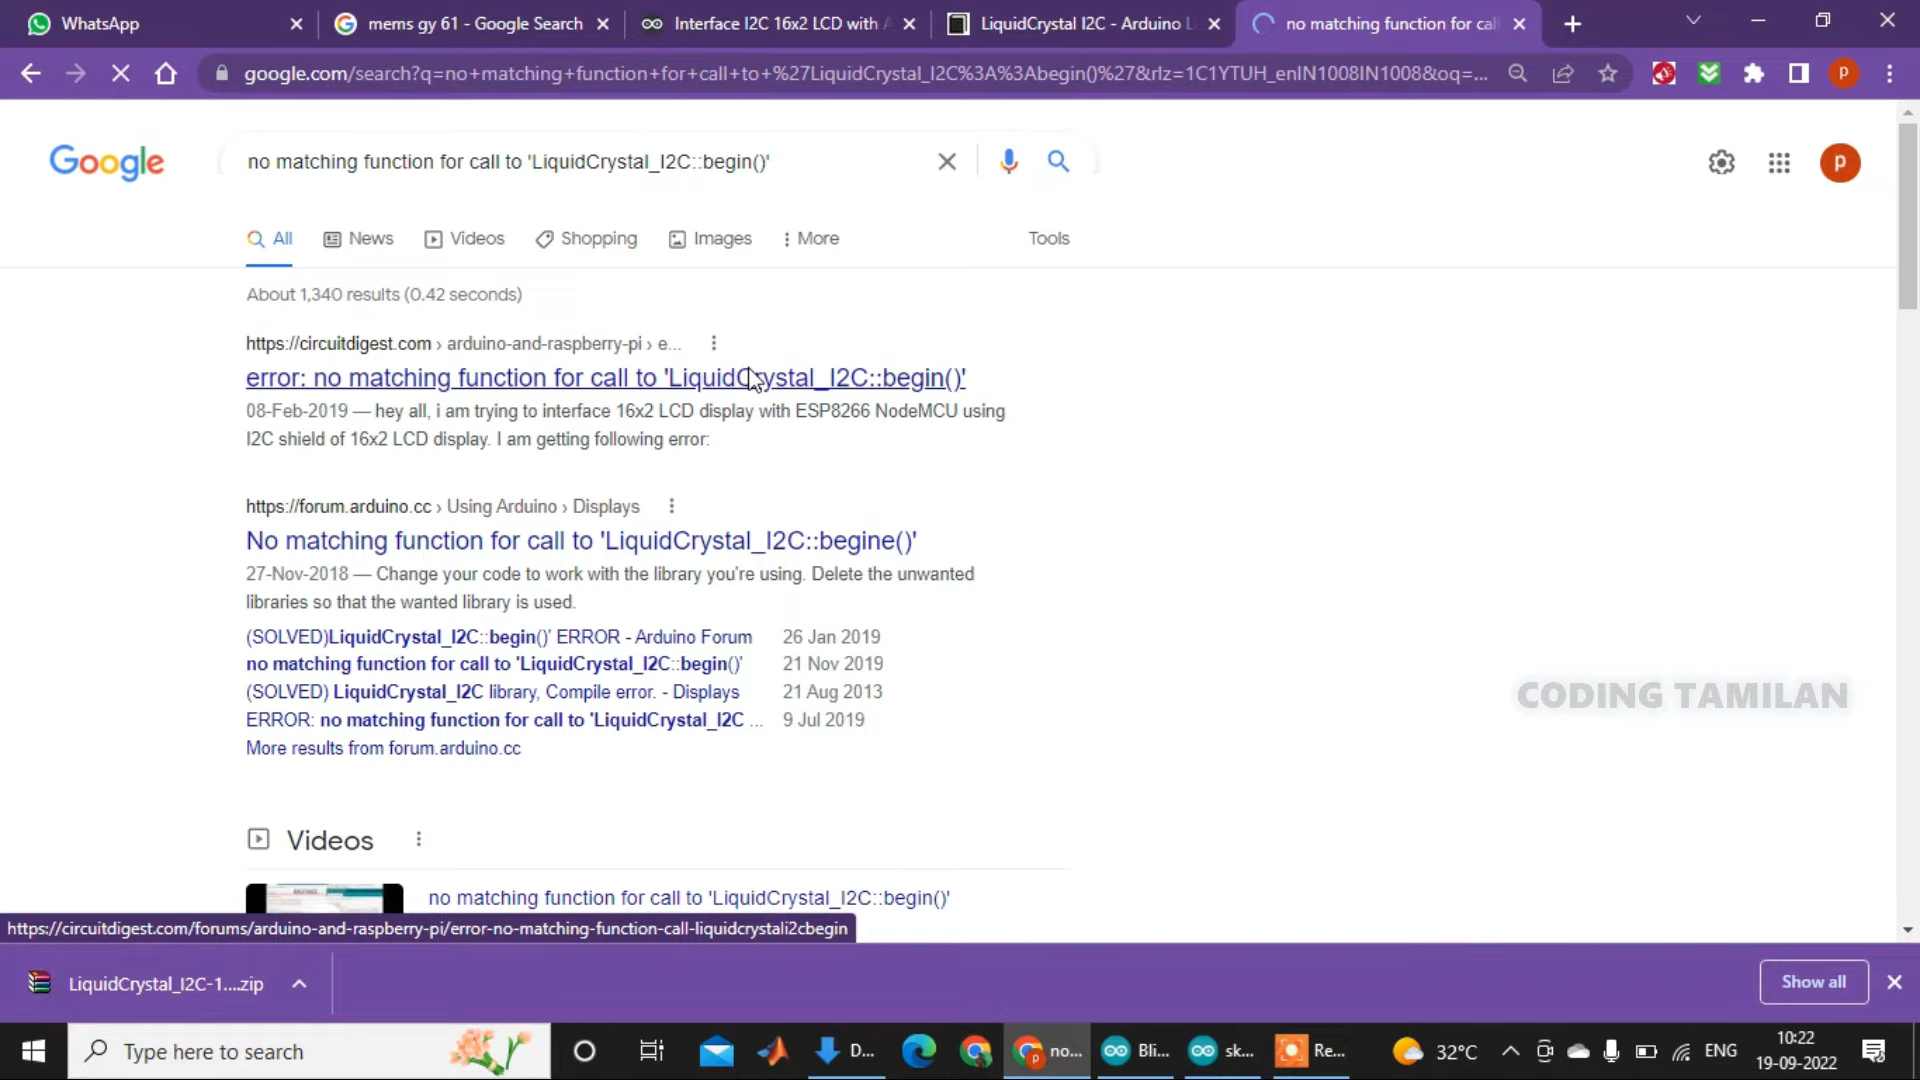 WhatsApp
mems gy 61 - Google Search
Interface I2C 16x2 LCD with A
LiquidCrystal I2C - Arduino Li
no matching function for call
google.com/search?q=no+matching+function+for+call+to+%27LiquidCrystal_I2C%3A%3Abegin()%27&rlz=1C1YTUH_enIN1008IN1008&oq=...
P
Google
no matching function for call to 'LiquidCrystal_I2C::begin()'
P
All
News
Videos
Shopping
Images
More
Tools
About 1,340 results (0.42 seconds)
https://circuitdigest.com › arduino-and-raspberry-pi › e...
error: no matching function for call to 'LiquidCrystal_I2C::begin()'
08-Feb-2019 — hey all, i am trying to interface 16x2 LCD display with ESP8266 NodeMCU using
I2C shield of 16x2 LCD display. I am getting following error:
https://forum.arduino.cc › Using Arduino › Displays
No matching function for call to 'LiquidCrystal_I2C::begine()'
27-Nov-2018 — Change your code to work with the library you're using. Delete the unwanted
libraries so that the wanted library is used.
(SOLVED)LiquidCrystal_I2C::begin()' ERROR - Arduino Forum 26 Jan 2019
no matching function for call to 'LiquidCrystal_I2C::begin()' 21 Nov 2019
(SOLVED) LiquidCrystal_I2C library, Compile error. - Displays 21 Aug 2013
ERROR: no matching function for call to 'LiquidCrystal_I2C ... 9 Jul 2019
More results from forum.arduino.cc
CODING TAMILAN
Videos
no matching function for call to 'LiquidCrystal_I2C::begin()'
https://circuitdigest.com/forums/arduino-and-raspberry-pi/error-no-matching-function-call-liquidcrystali2cbegin
LiquidCrystal_I2C-1....zip
Show all
Type here to search
D...
no...
Bli...
sk...
Re...
32°C
ENG
10:22
19-09-2022